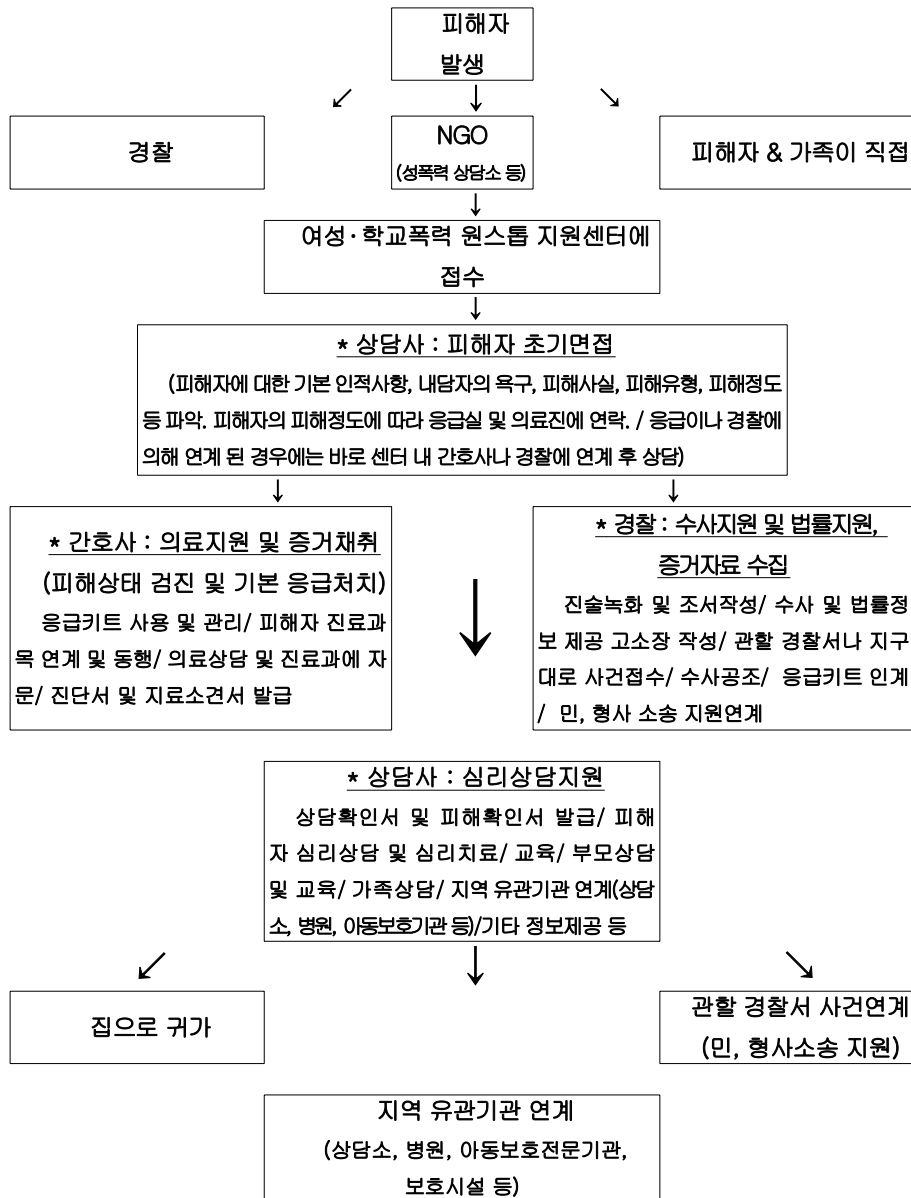 피해자
발생
↙ ↓ ↘
경찰
NGO
(성폭력 상담소 등)
피해자 & 가족이 직접
↓
여성·학교폭력 원스톱 지원센터에
접수
↓
* 상담사 : 피해자 초기면접
(피해자에 대한 기본 인적사항, 내담자의 욕구, 피해사실, 피해유형, 피해정도
등 파악. 피해자의 피해정도에 따라 응급실 및 의료진에 연락. / 응급이나 경찰에
의해 연계 된 경우에는 바로 센터 내 간호사나 경찰에 연계 후 상담)
↓ ↓
* 간호사 : 의료지원 및 증거채취
(피해상태 검진 및 기본 응급처치)
응급키트 사용 및 관리/ 피해자 진료과
목 연계 및 동행/ 의료상담 및 진료과에 자
문/ 진단서 및 지료소견서 발급
↓
* 경찰 : 수사지원 및 법률지원,
증거자료 수집
진술녹화 및 조서작성/ 수사 및 법률정
보 제공 고소장 작성/ 관할 경찰서나 지구
대로 사건접수/ 수사공조/ 응급키트 인계
/ 민, 형사 소송 지원연계
* 상담사 : 심리상담지원
상담확인서 및 피해확인서 발급/ 피해
자 심리상담 및 심리치료/ 교육/ 부모상담
및 교육/ 가족상담/ 지역 유관기관 연계(상담
소, 병원, 아동보호기관 등)/기타 정보제공 등
↙ ↓ ↘
집으로 귀가
관할 경찰서 사건연계
(민, 형사소송 지원)
지역 유관기관 연계
(상담소, 병원, 아동보호전문기관,
보호시설 등)